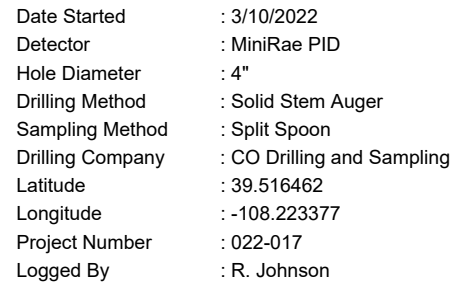 Date Started : 3/10/2022
Detector : MiniRae PID
Hole Diameter : 4"
Drilling Method : Solid Stem Auger
Sampling Method : Split Spoon
Drilling Company : CO Drilling and Sampling
Latitude : 39.516462
Longitude : -108.223377
Project Number : 022-017
Logged By : R. Johnson